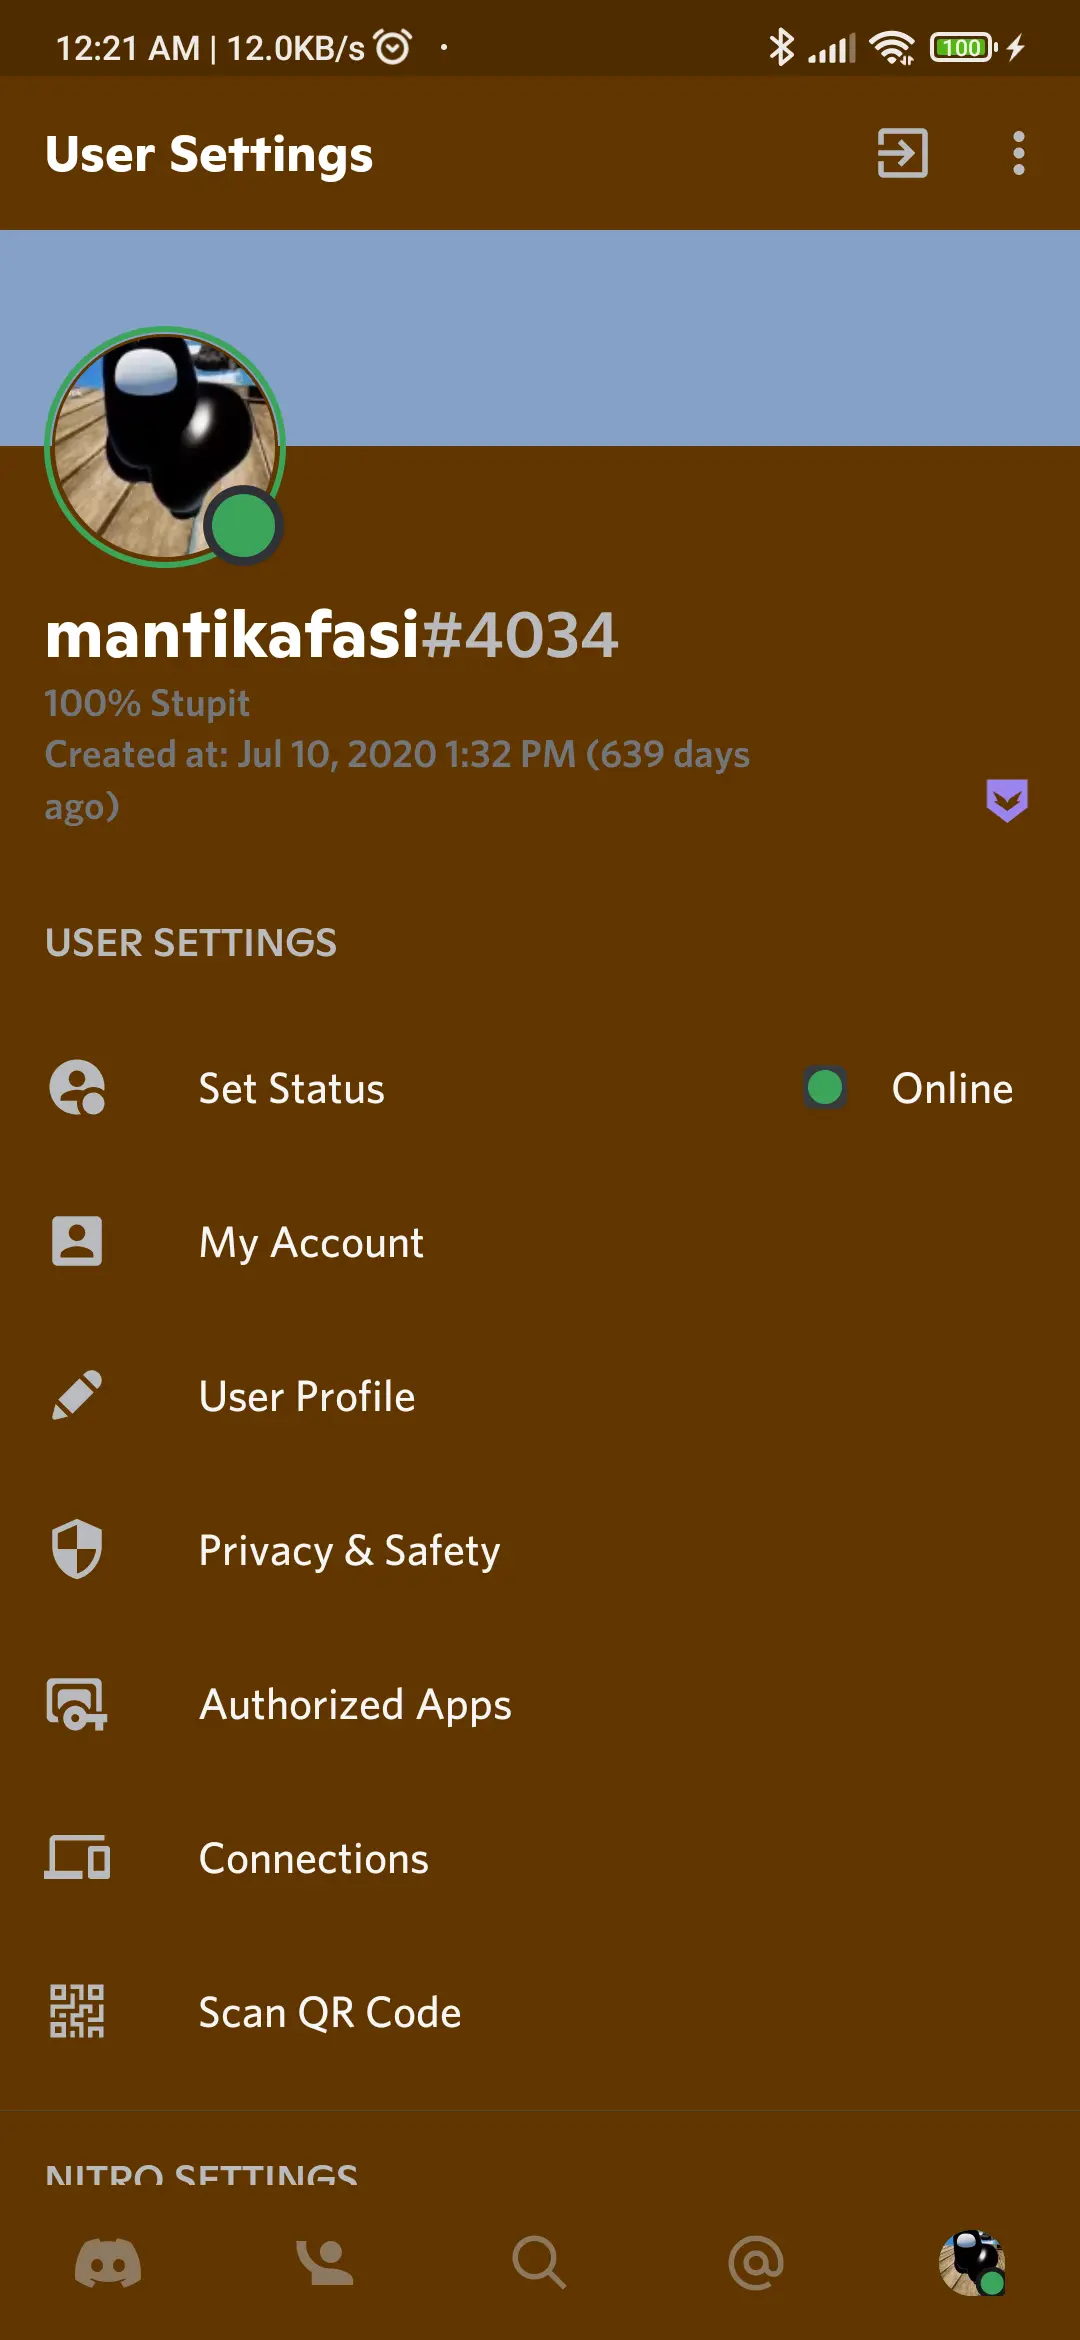 12:21 AM | 12.0KB/s
100
User Settings
mantikafasi#4034
100% Stupit
Created at: Jul 10, 2020 1:32 PM (639 days
ago)
USER SETTINGS
Set Status
Online
My Account
User Profile
Privacy & Safety
Authorized Apps
Connections
Scan QR Code
NITRO SETTINGS